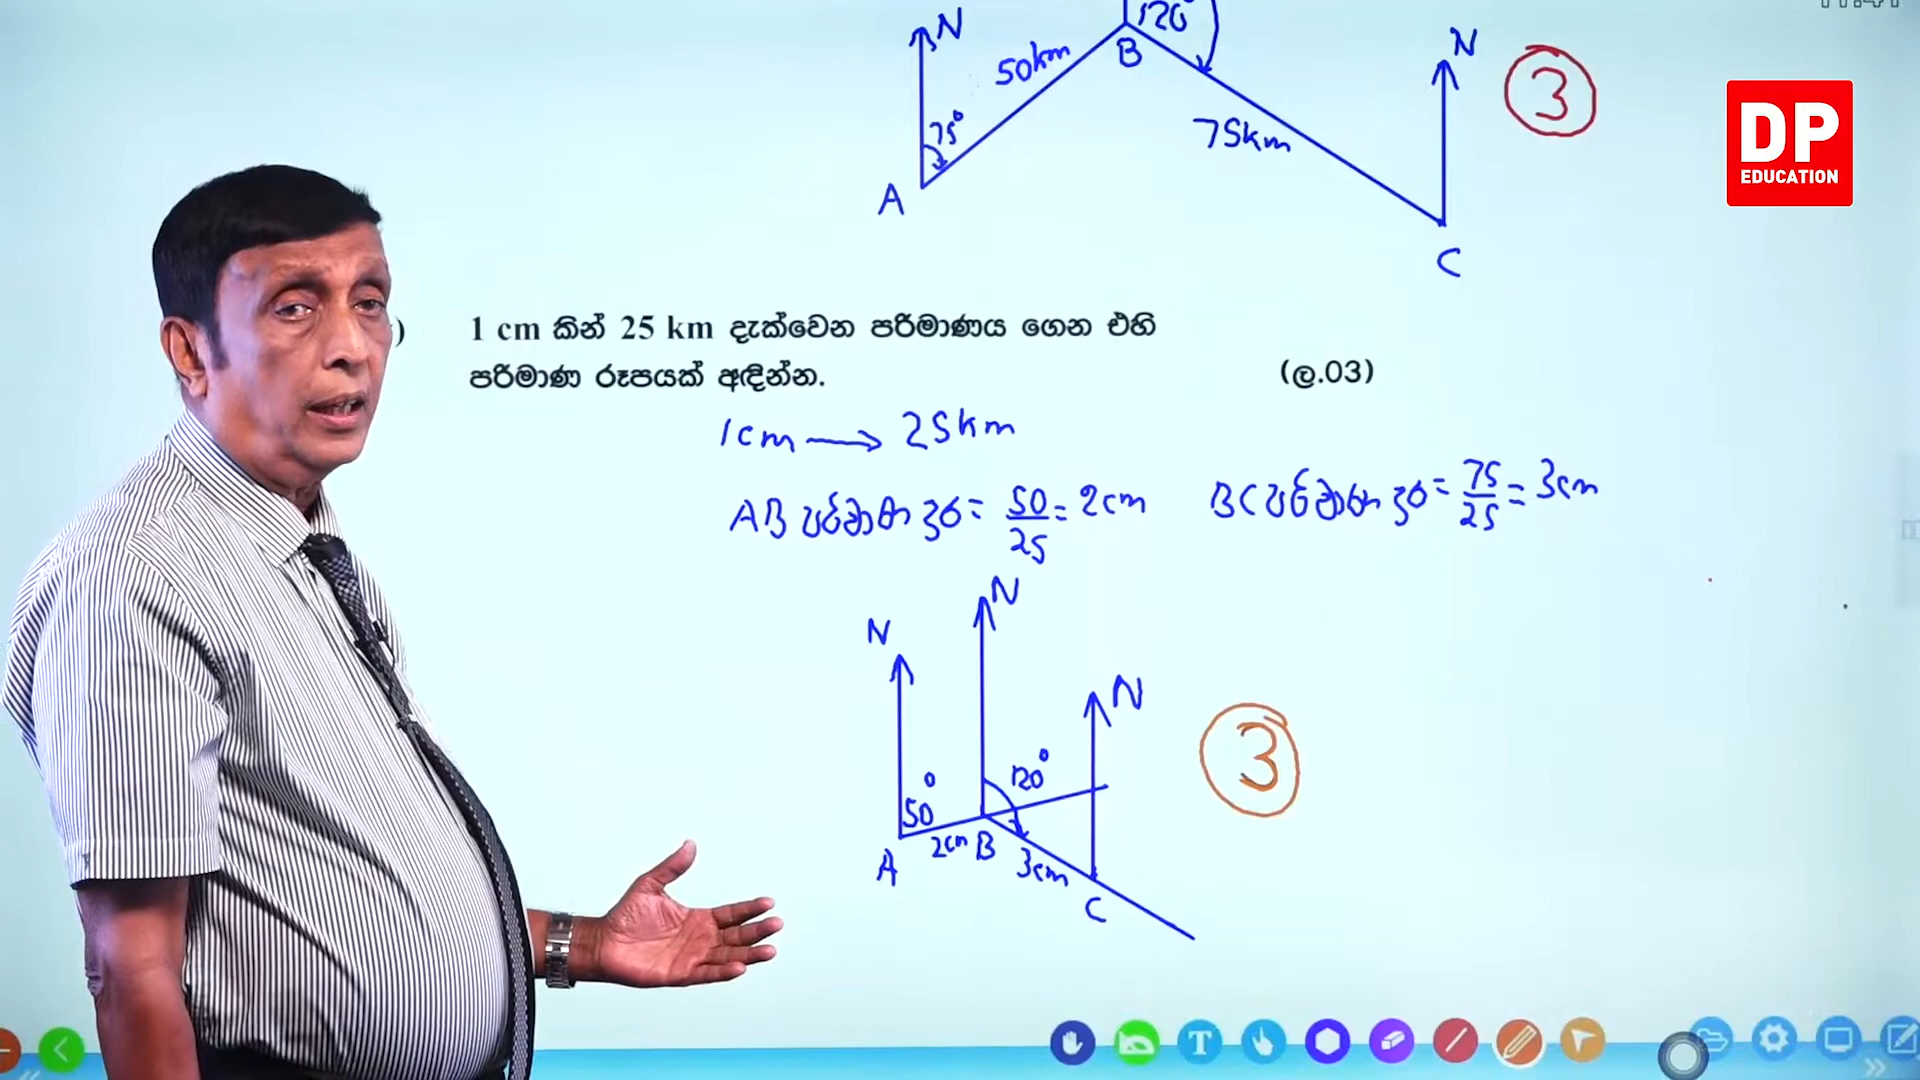 120°
N
50km
B
N
3
75°
75km
A
C
DP
EDUCATION
1 cm කින් 25 km දැක්වෙන පරිමාණය ගෙන එහි
පරිමාණ රූපයක් අඳින්න.
(ල.03)
1cm → 25km
AB පරිමාණ දුර = 50/25 = 2cm
BC පරිමාණ දුර = 75/25 = 3cm
N
N
N
120°
3
50°
2cm
B
A
3cm
C